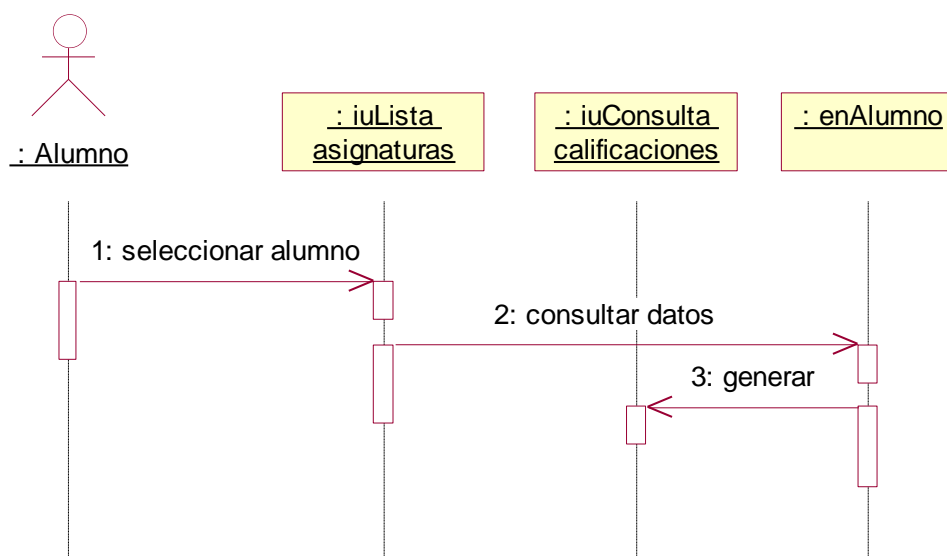 : Alumno
: iuLista
asignaturas
: iuConsulta
calificaciones
: enAlumno
1: seleccionar alumno
2: consultar datos
3: generar